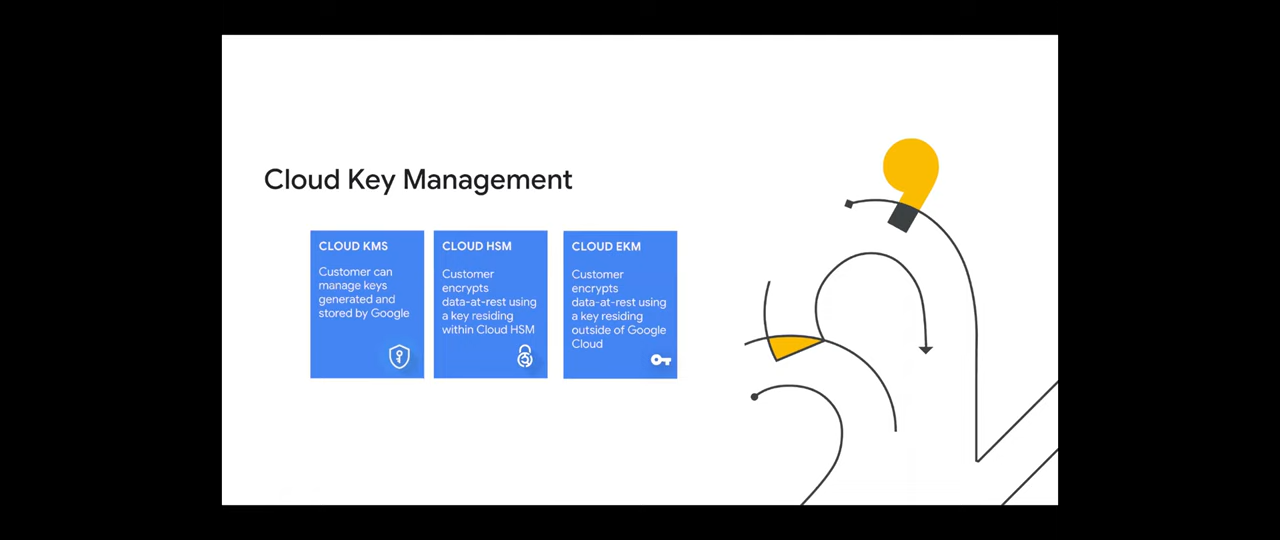 Cloud Key Management
CLOUD KMS
Customer can
manage keys
generated and
stored by Google
CLOUD HSM
Customer
encrypts
data-at-rest using
a key residing
within Cloud HSM
CLOUD EKM
Customer
encrypts
data-at-rest using
a key residing
outside of Google
Cloud